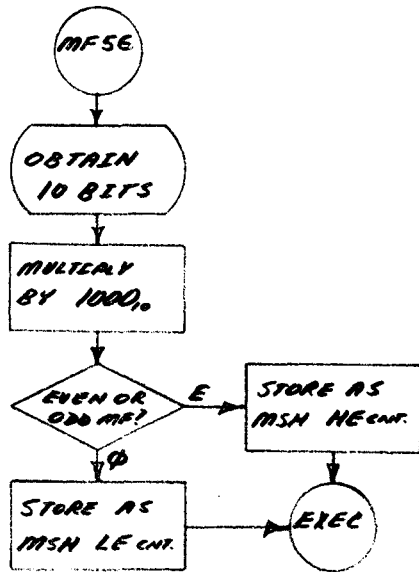 MF56
OBTAIN
10 BITS
MULTIPLY
BY 1000₁₀
EVEN OR
ODD MF?
E
STORE AS
MSH HE CNT.
φ
STORE AS
MSH LE CNT.
EXEC